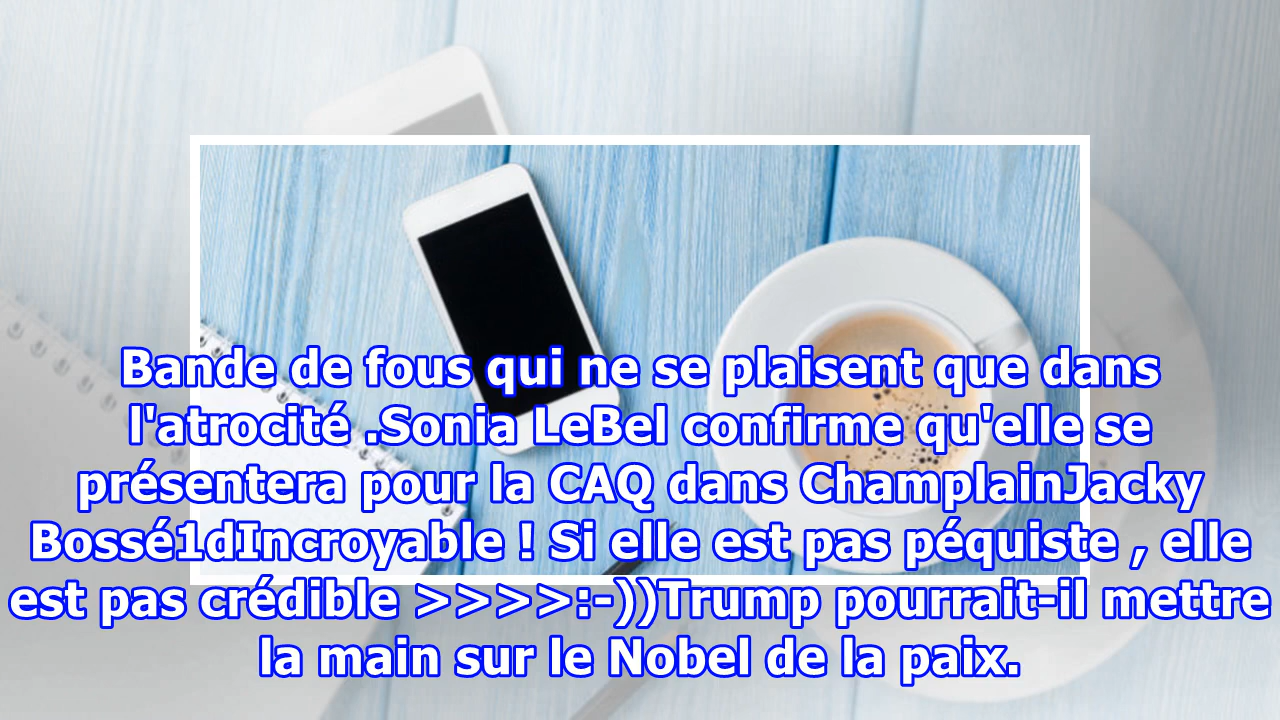 Bande de fous qui ne se plaisent que dans
l'atrocité .Sonia LeBel confirme qu'elle se
présentera pour la CAQ dans ChamplainJacky
Bossé1dIncroyable ! Si elle est pas péquiste , elle
est pas crédible >>>>:-))Trump pourrait-il mettre
la main sur le Nobel de la paix.